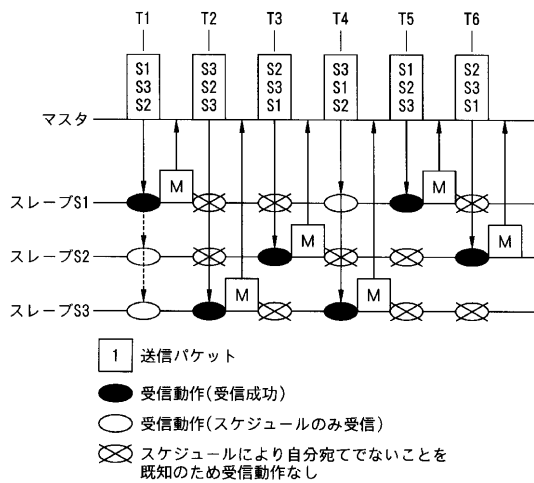 T1 T2 T3 T4 T5 T6
S1 S3 S2 S3 S1 S2
S3 S2 S3 S1 S2 S3
S2 S3 S1 S2 S3 S1
マスタ
M M
スレーブS1
M M
スレーブS2
M M
スレーブS3
1 送信パケット
受信動作(受信成功)
受信動作(スケジュールのみ受信)
スケジュールにより自分宛てでないことを
既知のため受信動作なし